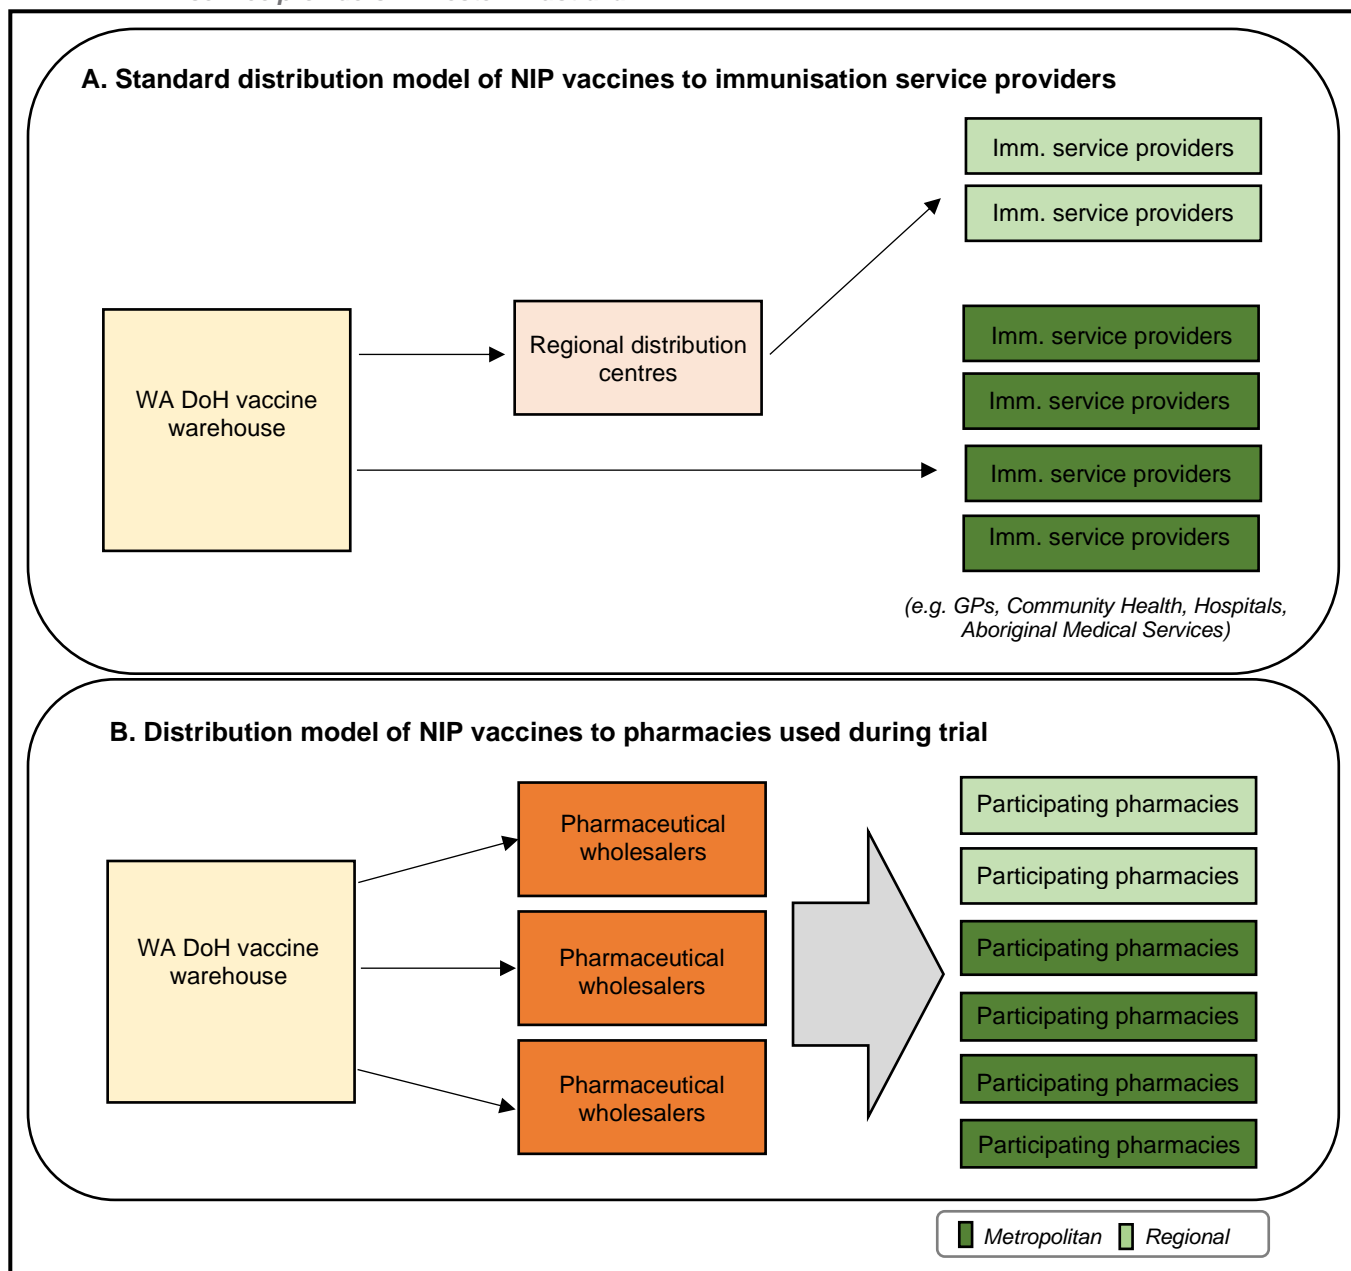 A. Standard distribution model of NIP vaccines to immunisation service providers
Imm. service providers
Imm. service providers
WA DoH vaccine
warehouse
Regional distribution
centres
Imm. service providers
Imm. service providers
Imm. service providers
Imm. service providers
(e.g. GPs, Community Health, Hospitals,
Aboriginal Medical Services)
B. Distribution model of NIP vaccines to pharmacies used during trial
WA DoH vaccine
warehouse
Pharmaceutical
wholesalers
Pharmaceutical
wholesalers
Pharmaceutical
wholesalers
Participating pharmacies
Participating pharmacies
Participating pharmacies
Participating pharmacies
Participating pharmacies
Participating pharmacies
Metropolitan
Regional